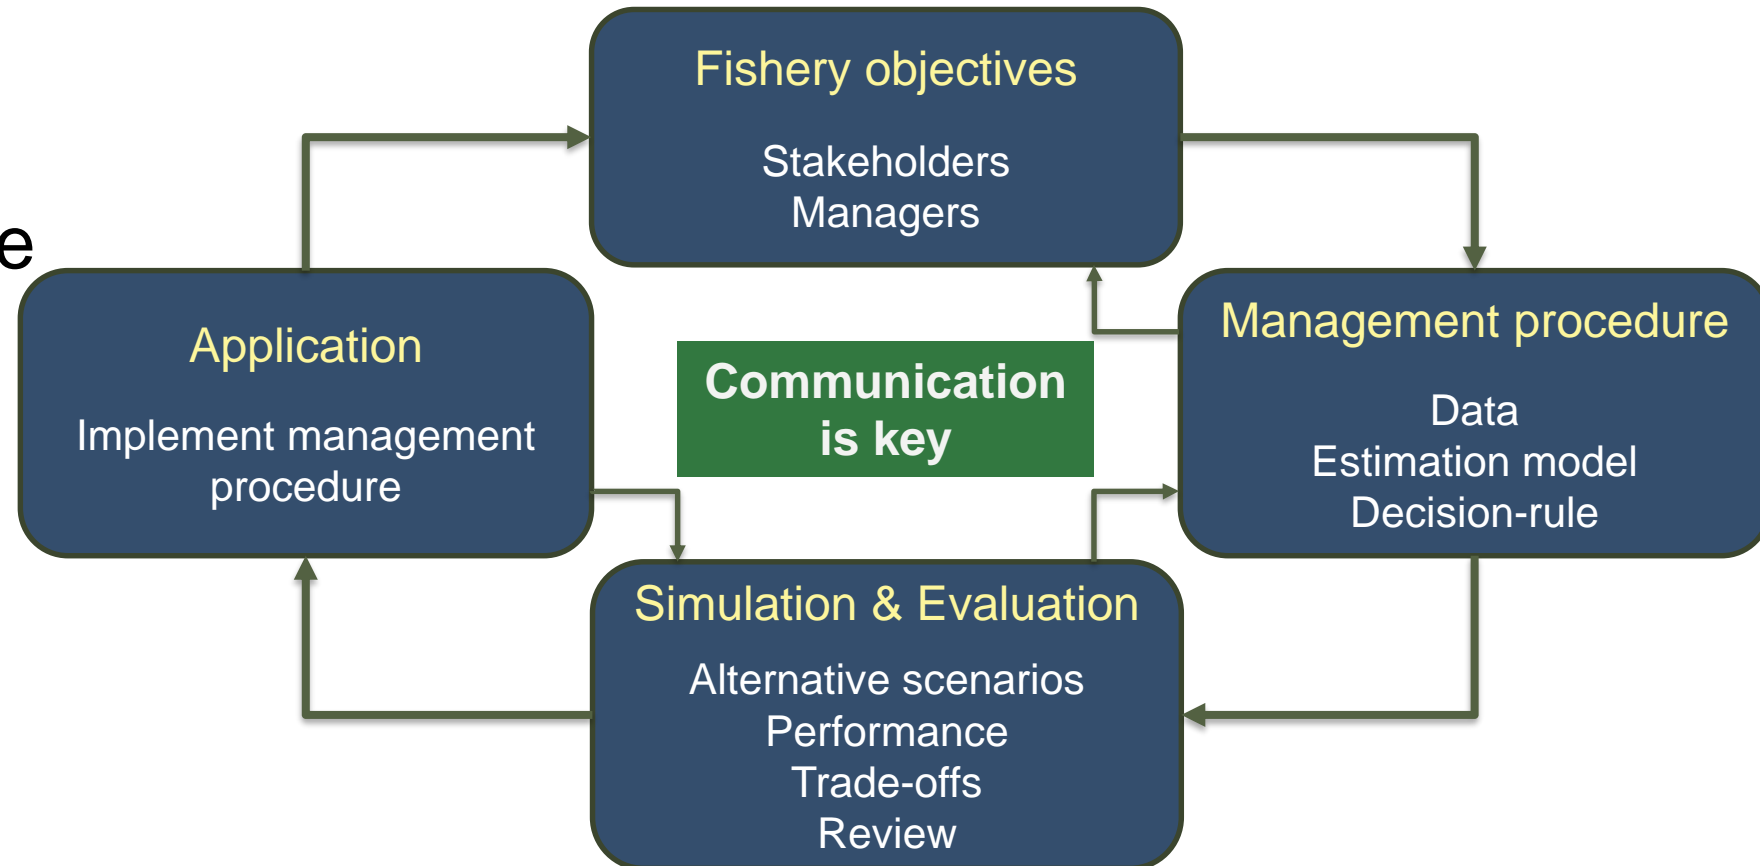 Fishery objectives
Stakeholders
Managers
e
Application
Implement management
procedure
Communication
is key
Management procedure
Data
Estimation model
Decision-rule
Simulation & Evaluation
Alternative scenarios
Performance
Trade-offs
Review